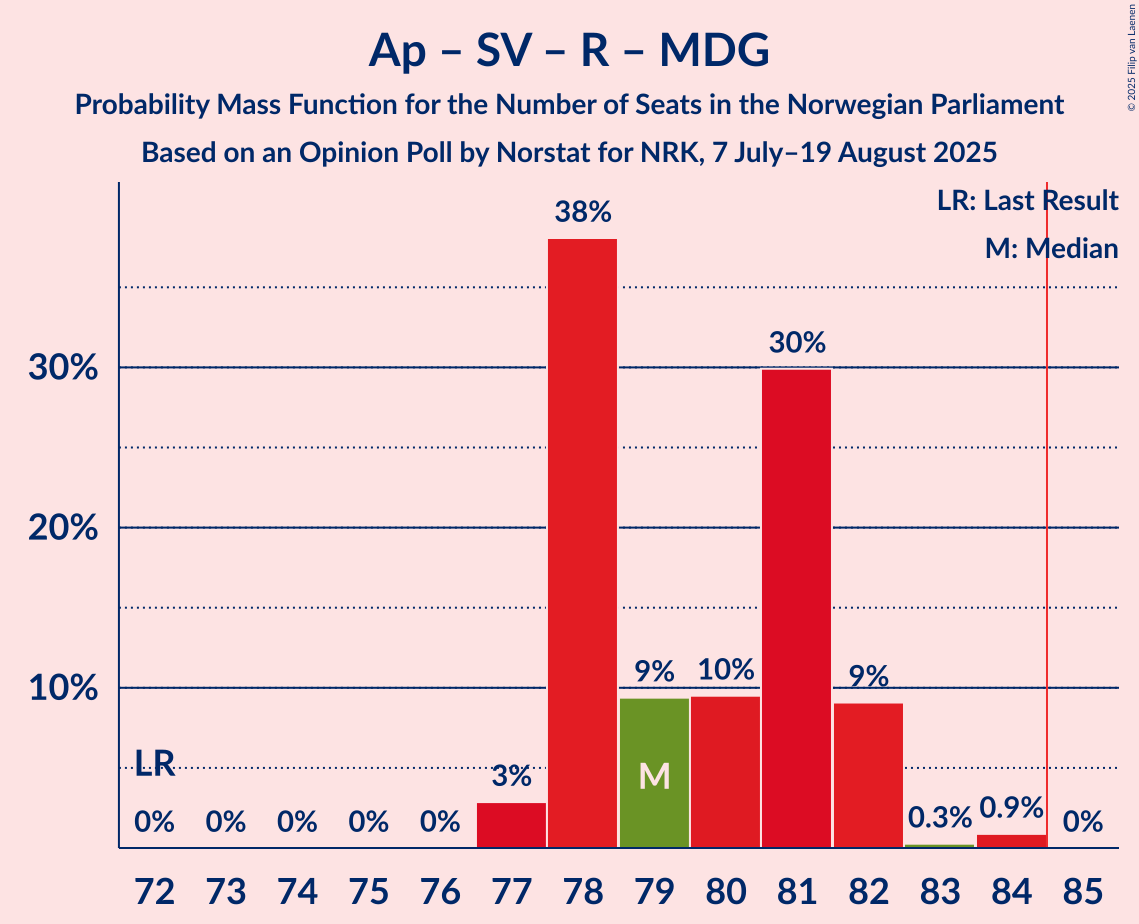 Ap – SV – R – MDG
Probability Mass Function for the Number of Seats in the Norwegian Parliament
Based on an Opinion Poll by Norstat for NRK, 7 July–19 August 2025
© 2025 Filip van Laenen
LR: Last Result
M: Median
38%
30%
30%
20%
10%
9%
10%
9%
LR
M
3%
0%
0%
0%
0%
0%
0.3%
0.9%
0%
72 73 74 75 76 77 78 79 80 81 82 83 84 85